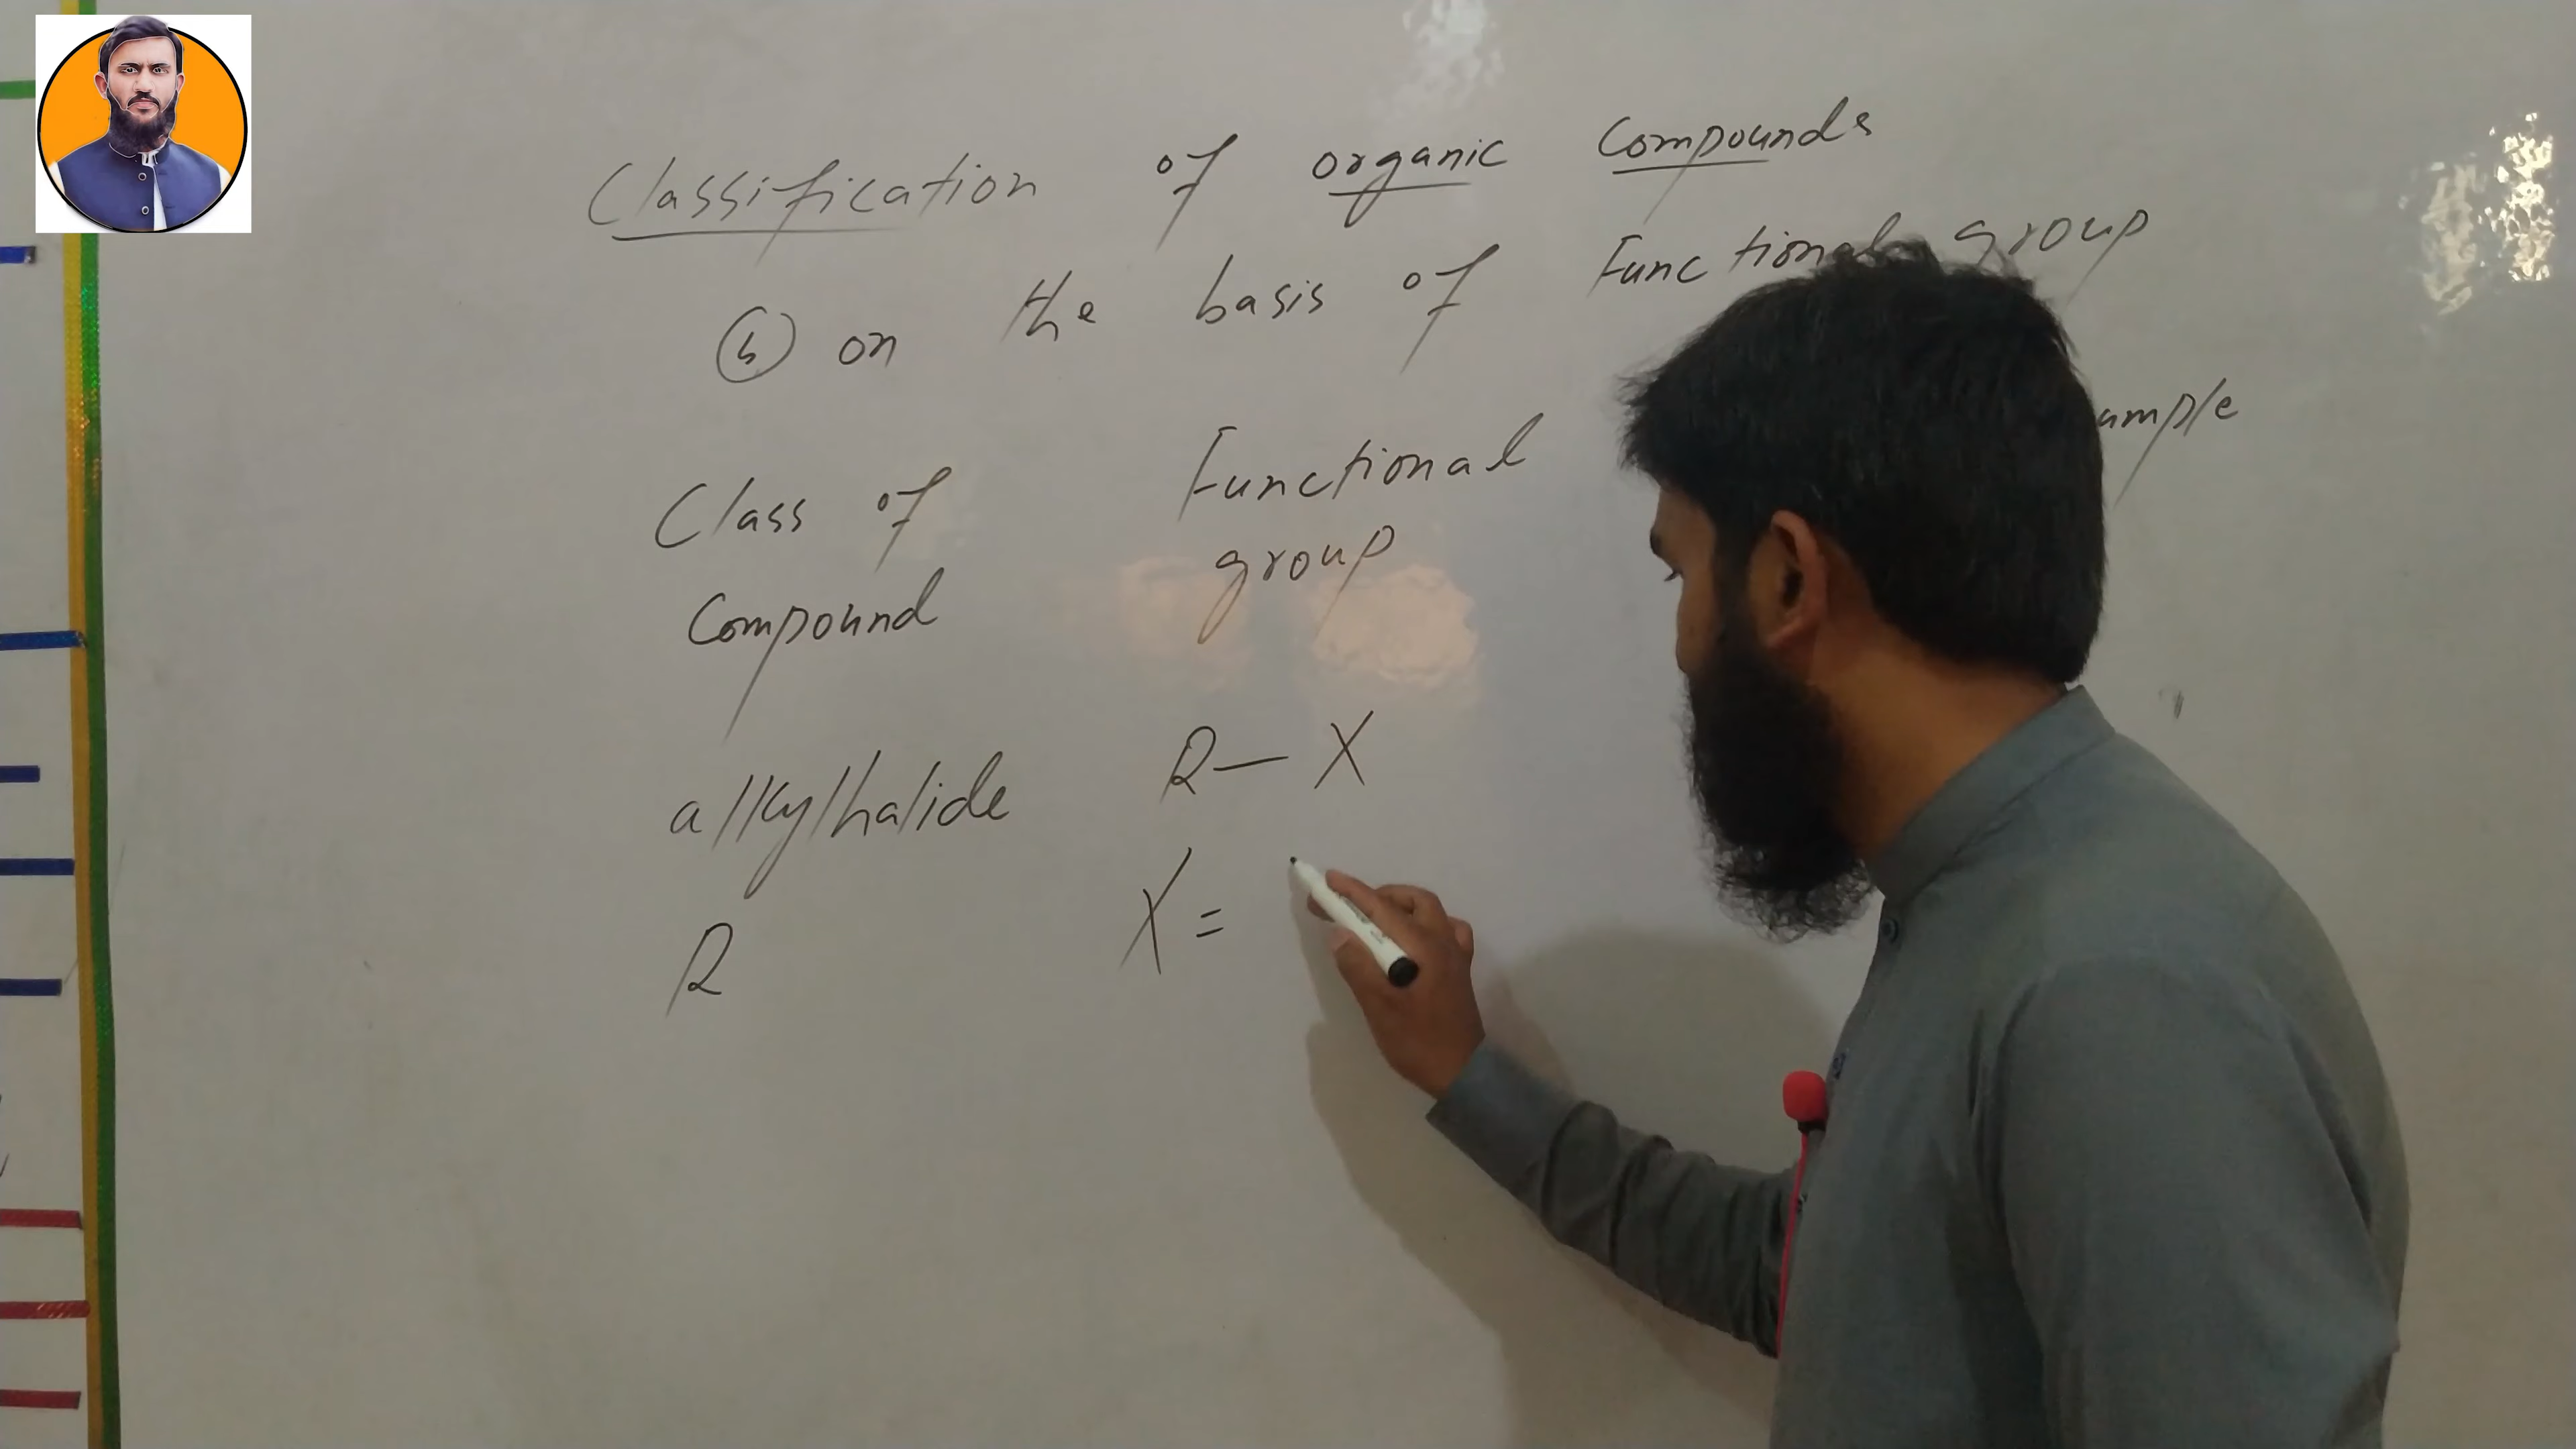 Classification of organic Compounds
(b) on the basis of Functional group
Class of Compound
Functional group
ample
alkylhalide
R — X
R
X =